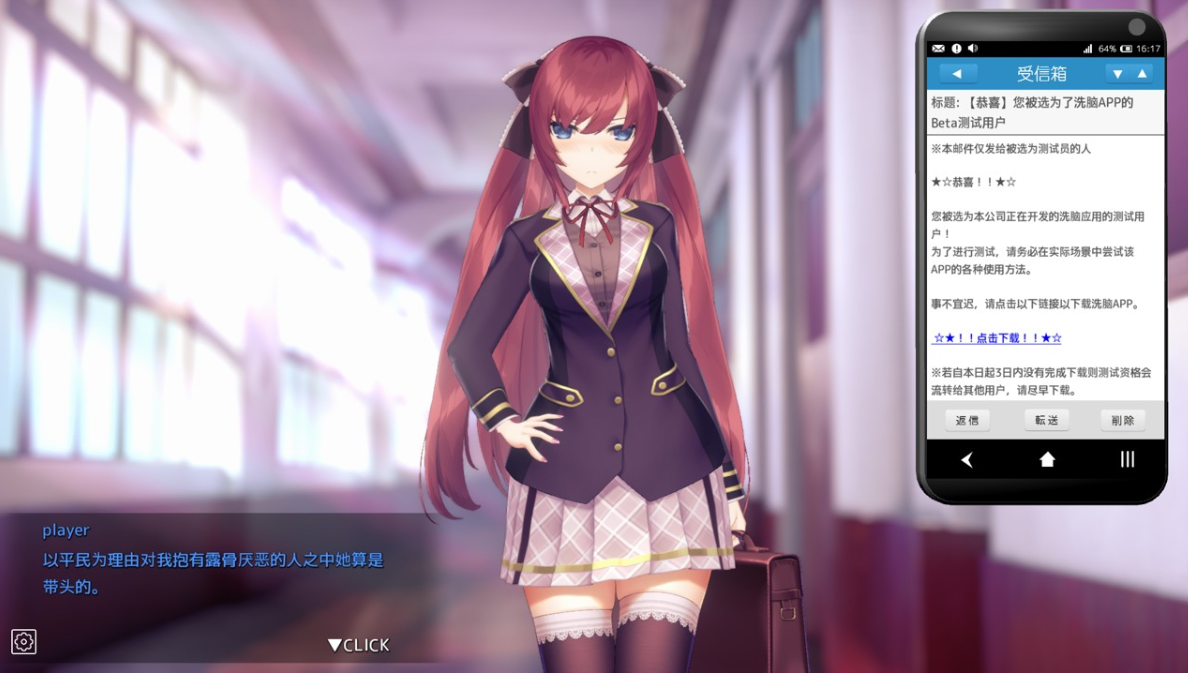 64% 16:17
受信箱
标题：【恭喜】您被选为了洗脑APP的
Beta测试用户
※本邮件仅发给被选为测试员的人
★☆恭喜！！★☆
您被选为本公司正在开发的洗脑应用的测试用
户！
为了进行测试，请务必在实际场景中尝试该
APP的各种使用方法。
事不宜迟，请点击以下链接以下载洗脑APP。
☆★！！点击下载！！★☆
※若自本日起3日内没有完成下载则测试资格会
流转给其他用户，请尽早下载。
返信 転送 削除
player
以平民为理由对我抱有露骨厌恶的人之中她算是
带头的。
▼CLICK